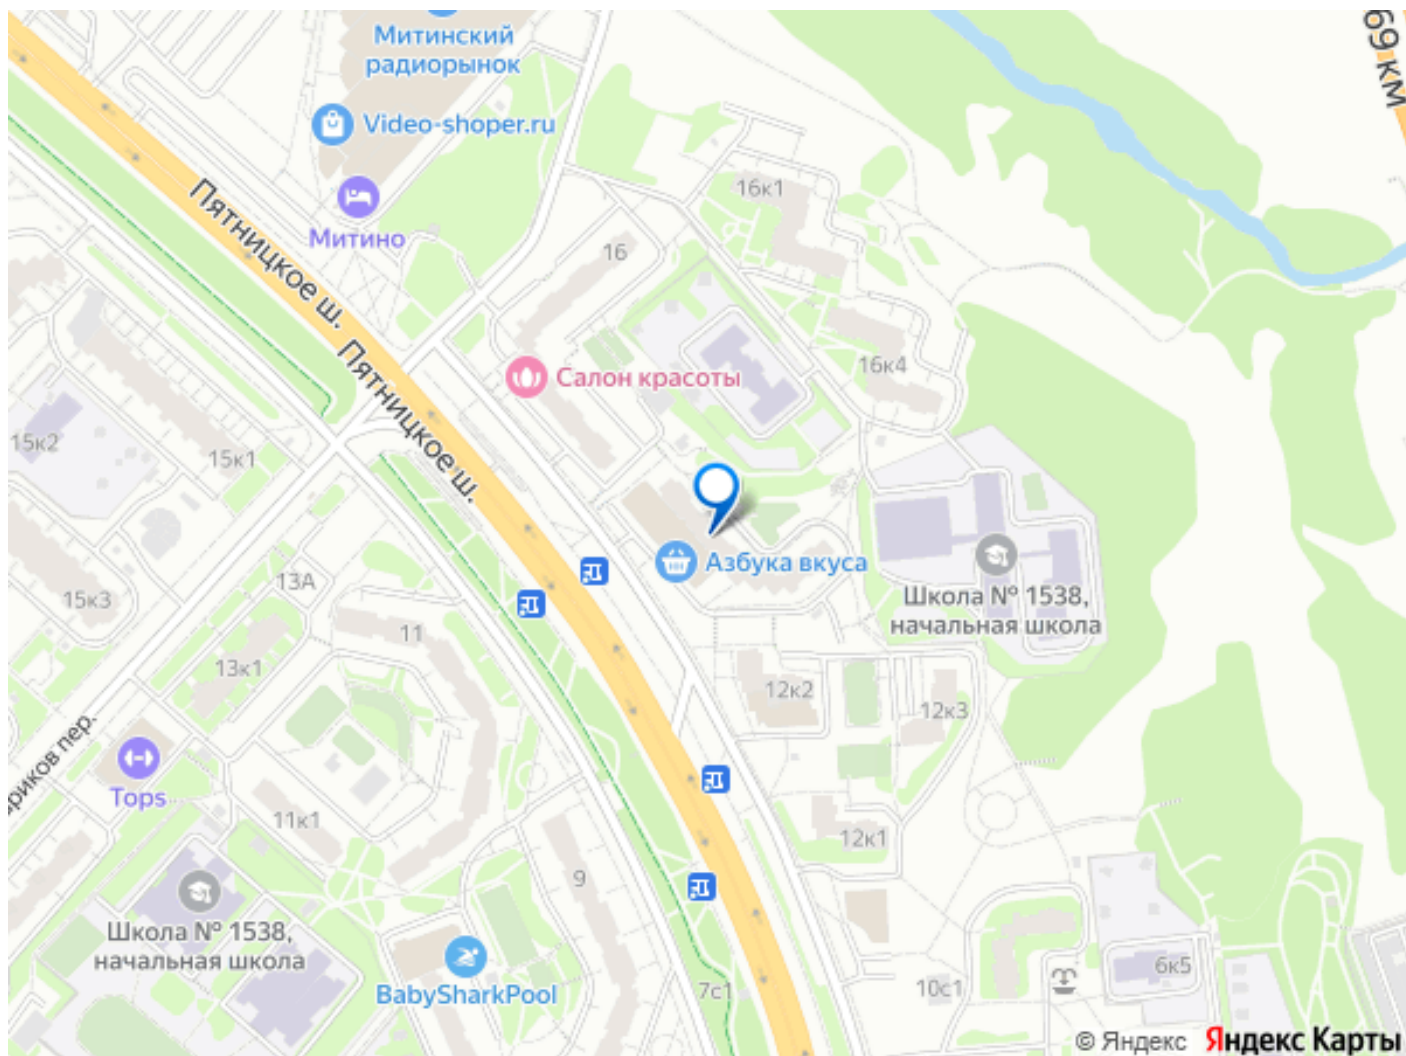 Митинский
радиорынок
69 км
Video-shoper.ru
16к1
Митино
16
Пятницкое ш.
Пятницкое ш.
16к4
Салон красоты
15к2
15к1
Азбука вкуса
13А
15к3
Школа № 1538,
начальная школа
11
13к1
12к2
12к3
Tops
11к1
12к1
9
Школа № 1538,
начальная школа
BabySharkPool
7с1
10с1
6к5
© Яндекс Яндекс Карты